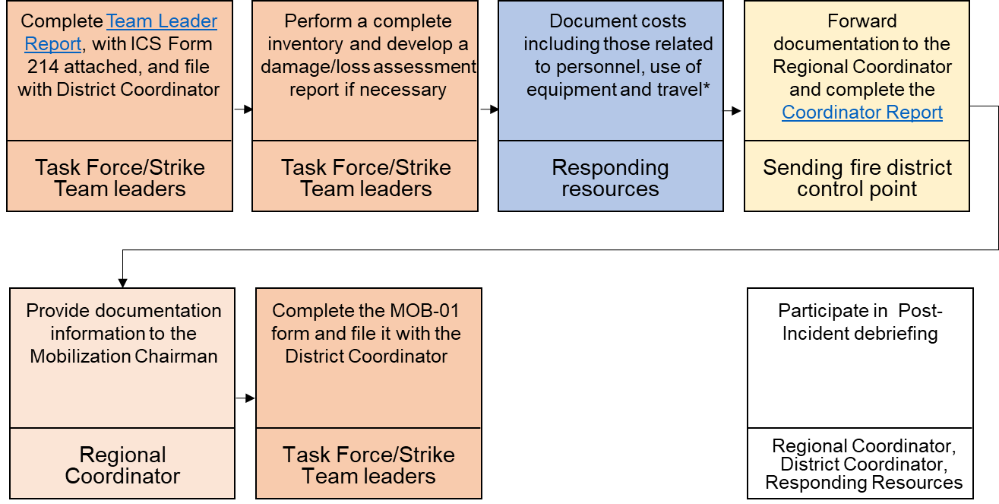 Complete Team Leader
Report, with ICS Form
214 attached, and file
with District Coordinator
Task Force/Strike
Team leaders
Perform a complete
inventory and develop a
damage/loss assessment
report if necessary
Task Force/Strike
Team leaders
Document costs
including those related
to personnel, use of
equipment and travel*
Responding
resources
Forward
documentation to the
Regional Coordinator
and complete the
Coordinator Report
Sending fire district
control point
Provide documentation
information to the
Mobilization Chairman
Regional
Coordinator
Complete the MOB-01
form and file it with the
District Coordinator
Task Force/Strike
Team leaders
Participate in Post-
Incident debriefing
Regional Coordinator,
District Coordinator,
Responding Resources